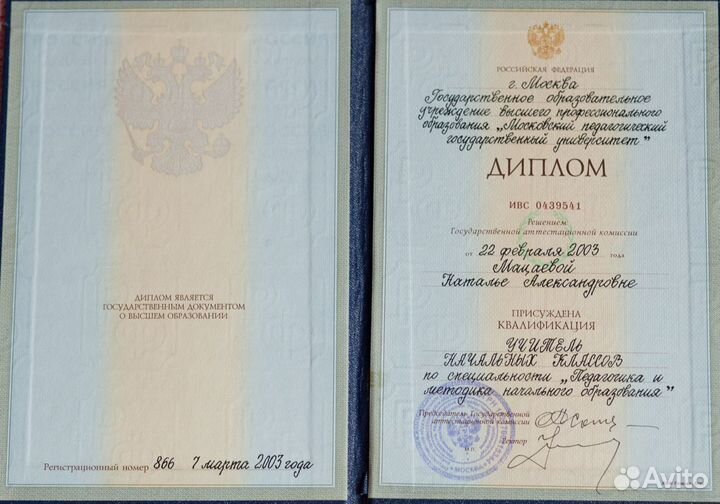 ДИПЛОМ ЯВЛЯЕТСЯ
ГОСУДАРСТВЕННЫМ ДОКУМЕНТОМ
О ВЫСШЕМ ОБРАЗОВАНИИ
Регистрационный номер 866 7 марта 2003 года
РОССИЙСКАЯ ФЕДЕРАЦИЯ
г. Москва
Государственное образовательное
учреждение высшего профессионального
образования „Московский педагогический
государственный университет"
ДИПЛОМ
ИВС 0439541
Решением
Государственной аттестационной комиссии
от 22 февраля 2003 года
Мацаевой
Наталье Александровне
ПРИСУЖДЕНА
КВАЛИФИКАЦИЯ
УЧИТЕЛЬ
НАЧАЛЬНЫХ КЛАССОВ
по специальности „Педагогика и
методика начального образования"
Председатель Государственной
аттестационной комиссии
Ректор
М.П.
МОСКВА
Avito